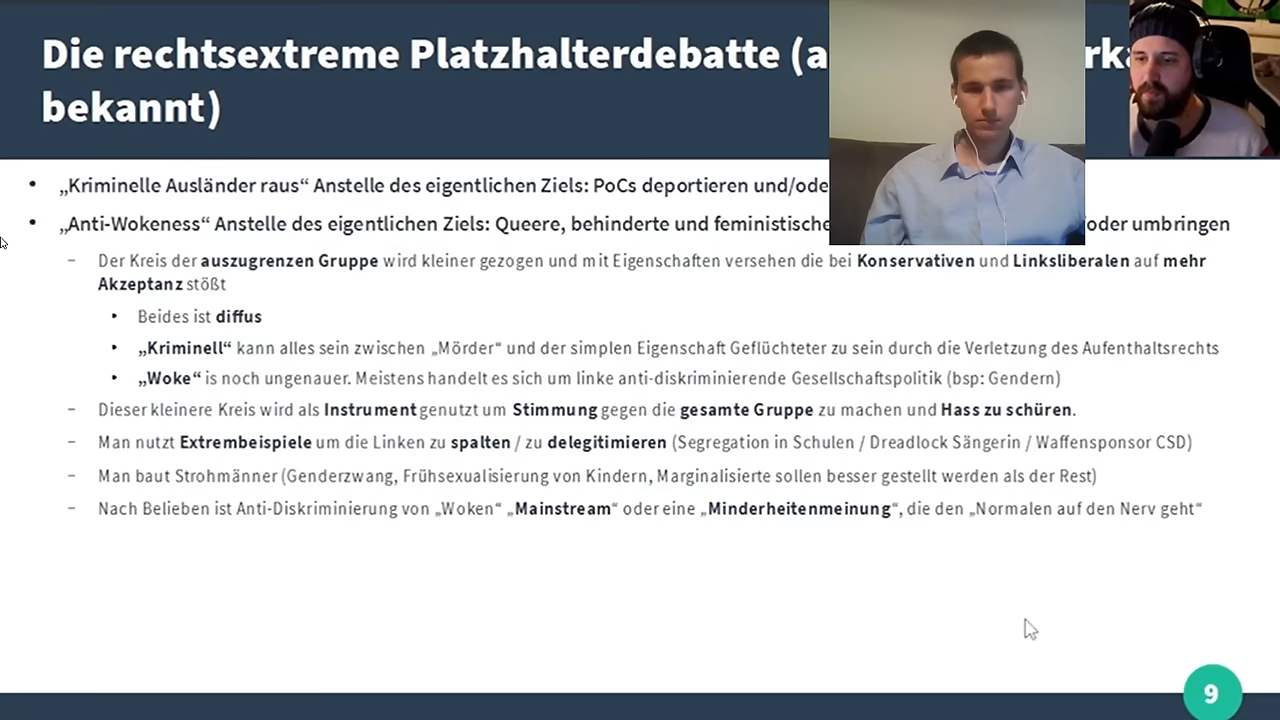 Die rechtsextreme Platzhalterdebatte (a
bekannt)
• „Kriminelle Ausländer raus“ Anstelle des eigentlichen Ziels: PoCs deportieren und/ode
• „Anti-Wokeness“ Anstelle des eigentlichen Ziels: Queere, behinderte und feministische oder umbringen
– Der Kreis der auszugrenzen Gruppe wird kleiner gezogen und mit Eigenschaften versehen die bei Konservativen und Linksliberalen auf mehr
Akzeptanz stößt
• Beides ist diffus
• „Kriminell“ kann alles sein zwischen „Mörder“ und der simplen Eigenschaft Geflüchteter zu sein durch die Verletzung des Aufenthaltsrechts
• „Woke“ is noch ungenauer. Meistens handelt es sich um linke anti-diskriminierende Gesellschaftspolitik (bsp: Gendern)
– Dieser kleinere Kreis wird als Instrument genutzt um Stimmung gegen die gesamte Gruppe zu machen und Hass zu schüren.
– Man nutzt Extrembeispiele um die Linken zu spalten / zu delegitimieren (Segregation in Schulen / Dreadlock Sängerin / Waffensponsor CSD)
– Man baut Strohmänner (Genderzwang, Frühsexualisierung von Kindern, Marginalisierte sollen besser gestellt werden als der Rest)
– Nach Belieben ist Anti-Diskriminierung von „Woken“ „Mainstream“ oder eine „Minderheitenmeinung“, die den „Normalen auf den Nerv geht“
9